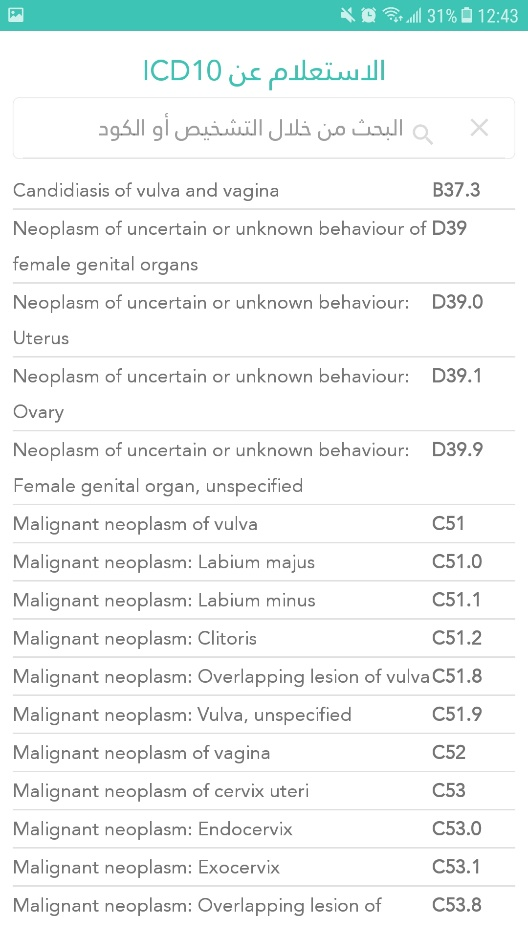 31% 12:43
الاستعلام عن ICD10
البحث من خلال التشخيص أو الكود
Candidiasis of vulva and vagina B37.3
Neoplasm of uncertain or unknown behaviour of D39
female genital organs
Neoplasm of uncertain or unknown behaviour: D39.0
Uterus
Neoplasm of uncertain or unknown behaviour: D39.1
Ovary
Neoplasm of uncertain or unknown behaviour: D39.9
Female genital organ, unspecified
Malignant neoplasm of vulva C51
Malignant neoplasm: Labium majus C51.0
Malignant neoplasm: Labium minus C51.1
Malignant neoplasm: Clitoris C51.2
Malignant neoplasm: Overlapping lesion of vulva C51.8
Malignant neoplasm: Vulva, unspecified C51.9
Malignant neoplasm of vagina C52
Malignant neoplasm of cervix uteri C53
Malignant neoplasm: Endocervix C53.0
Malignant neoplasm: Exocervix C53.1
Malignant neoplasm: Overlapping lesion of C53.8